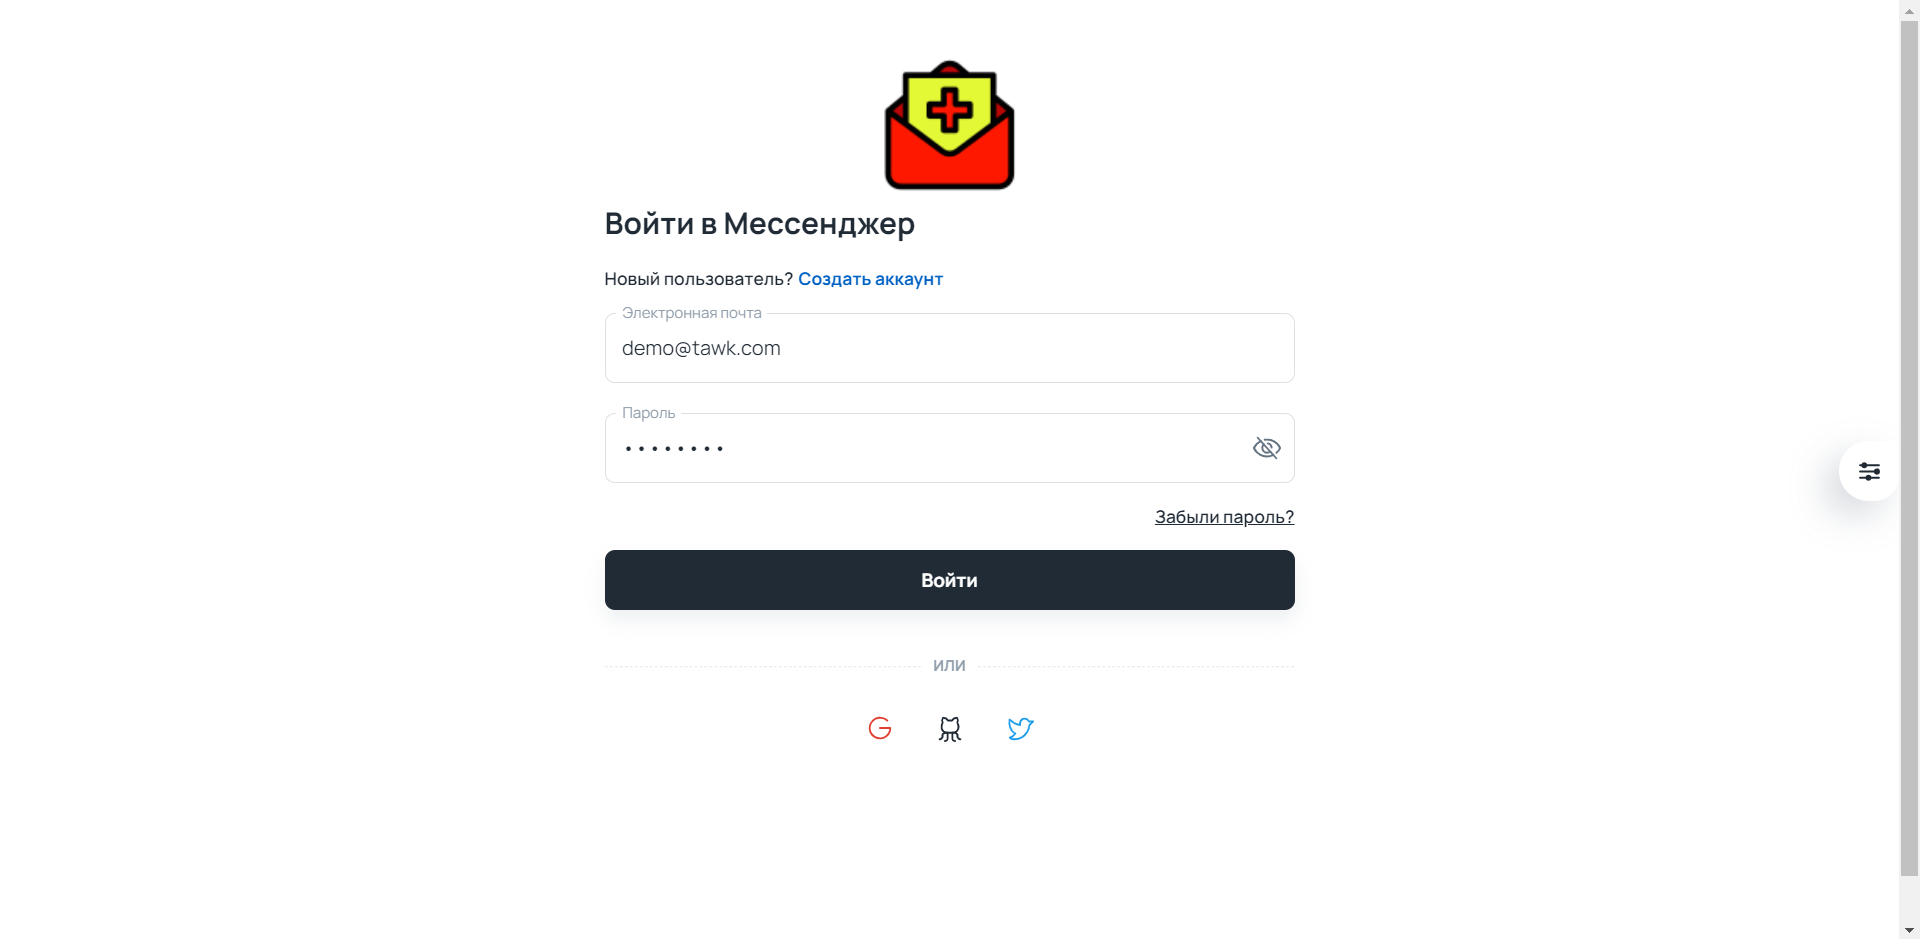 Войти в Мессенджер
Новый пользователь? Создать аккаунт
Электронная почта
demo@tawk.com
Пароль
••••••••
Забыли пароль?
Войти
ИЛИ